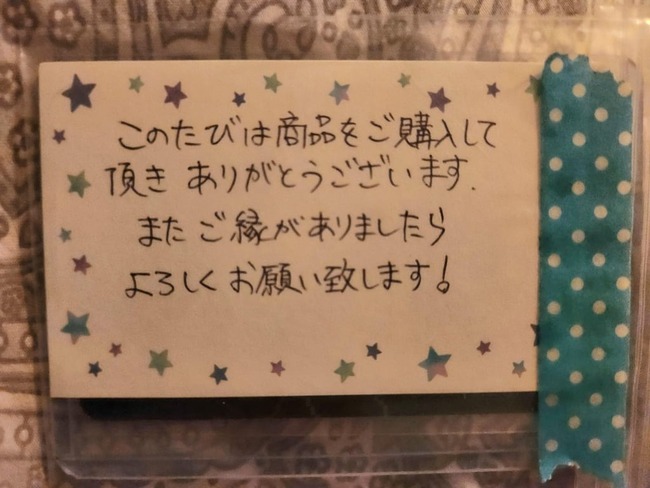 このたびは商品をご購入して
頂き ありがとうございます.
また ご縁がありましたら
よろしく お願い致します!